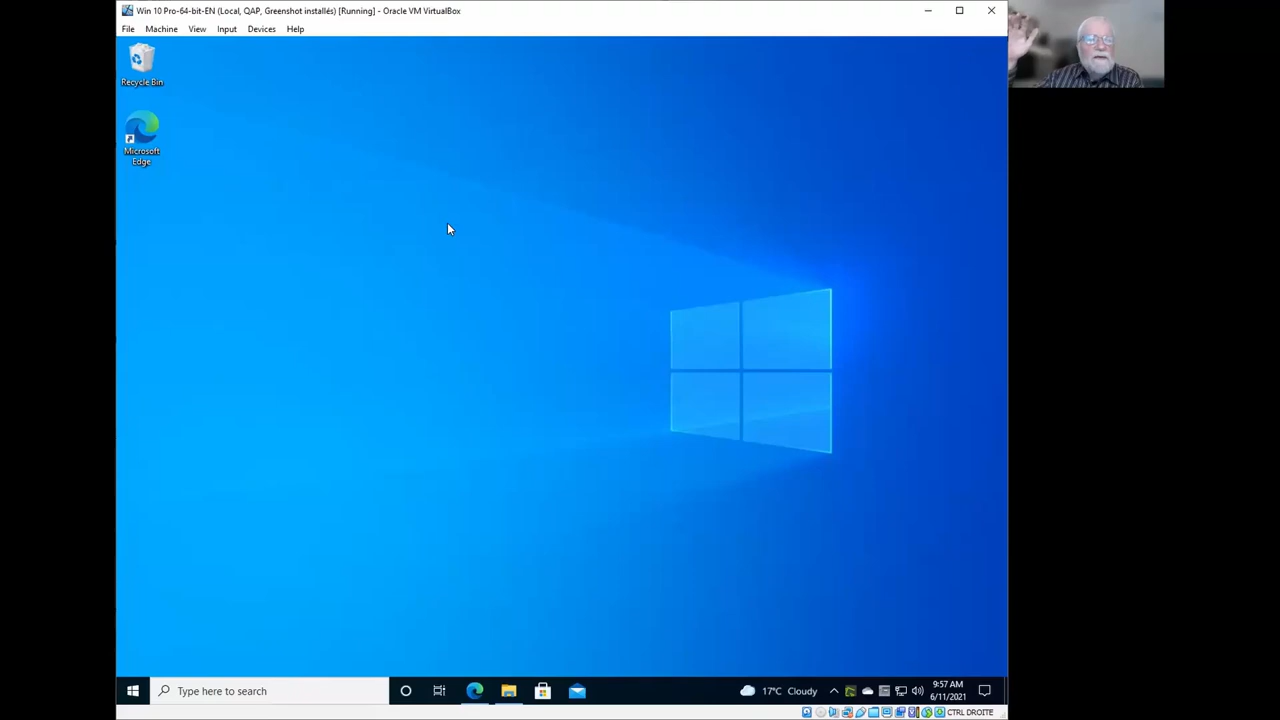 Win 10 Pro-64-bit-EN (Local, QAP, Greenshot installés) [Running] - Oracle VM VirtualBox
File Machine View Input Devices Help
Recycle Bin
Microsoft
Edge
Type here to search
17°C Cloudy
9:57 AM
6/11/2021
CTRL DROITE